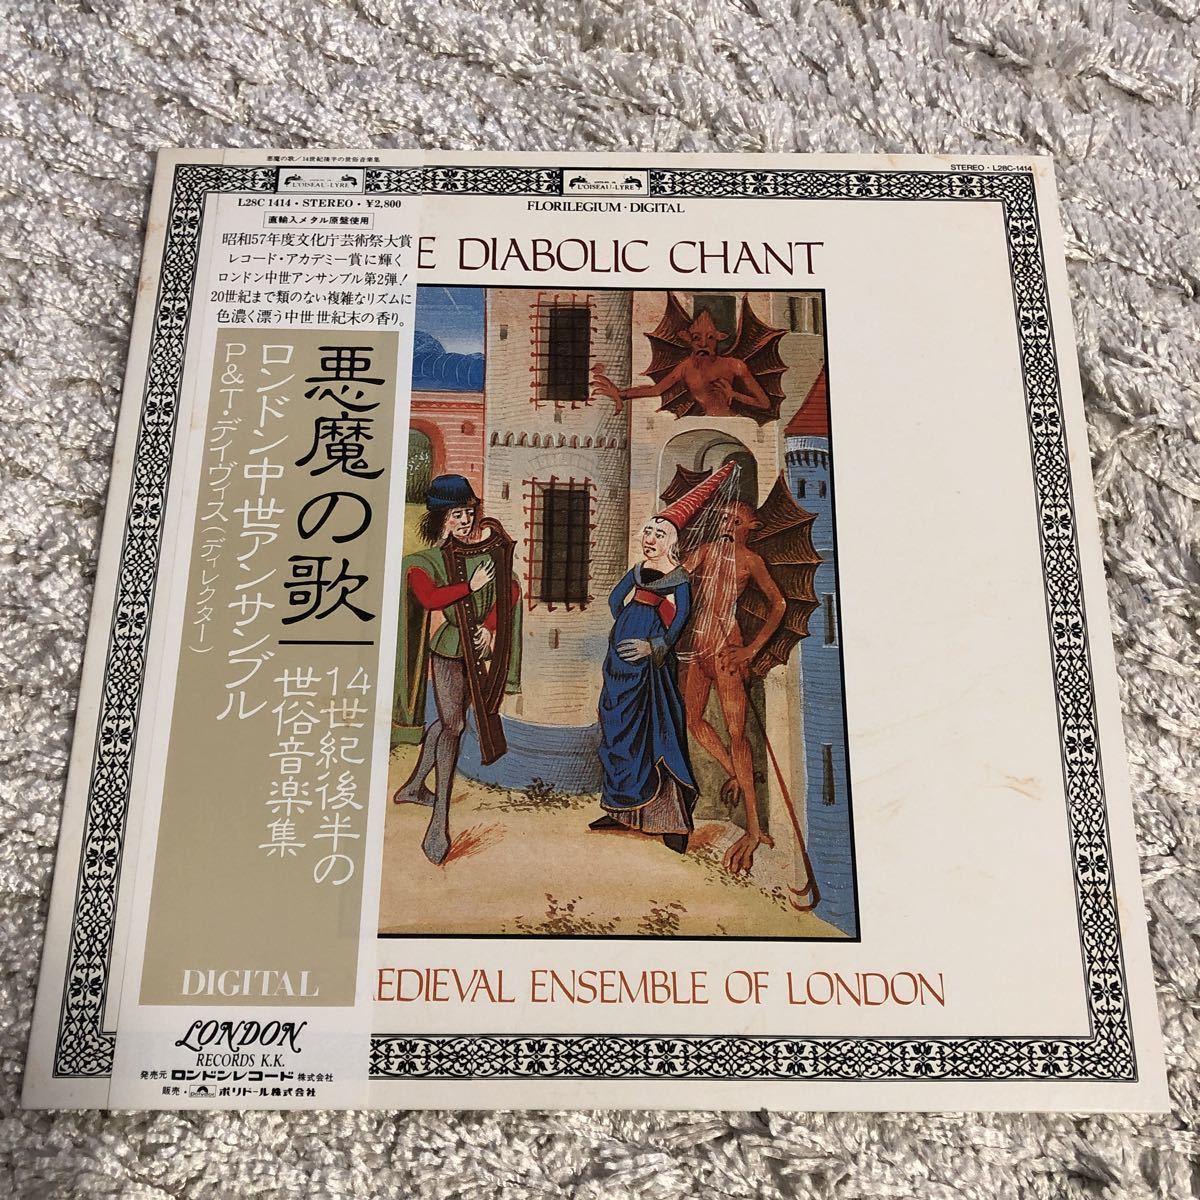 悪魔の歌/14世紀後半の世俗音楽集
L'OISEAU-LYRE
L28C 1414・STEREO・¥2,800
直輸入メタル原盤使用
昭和57年度文化庁芸術祭大賞
レコード・アカデミー賞に輝く
ロンドン中世アンサンブル第2弾!
20世紀まで類のない複雑なリズムに
色濃く漂う中世世紀末の香り。
悪魔の歌
14世紀後半の
世俗音楽集
ロンドン中世アンサンブル
P&T・デイヴィス(ディレクター)
DIGITAL
LONDON
RECORDS K.K.
発売元 ロンドンレコード株式会社
販売・ Polydor ポリドール株式会社
STEREO・L28C-1414
L'OISEAU-LYRE
FLORILEGIUM・DIGITAL
E DIABOLIC CHANT
MEDIEVAL ENSEMBLE OF LONDON